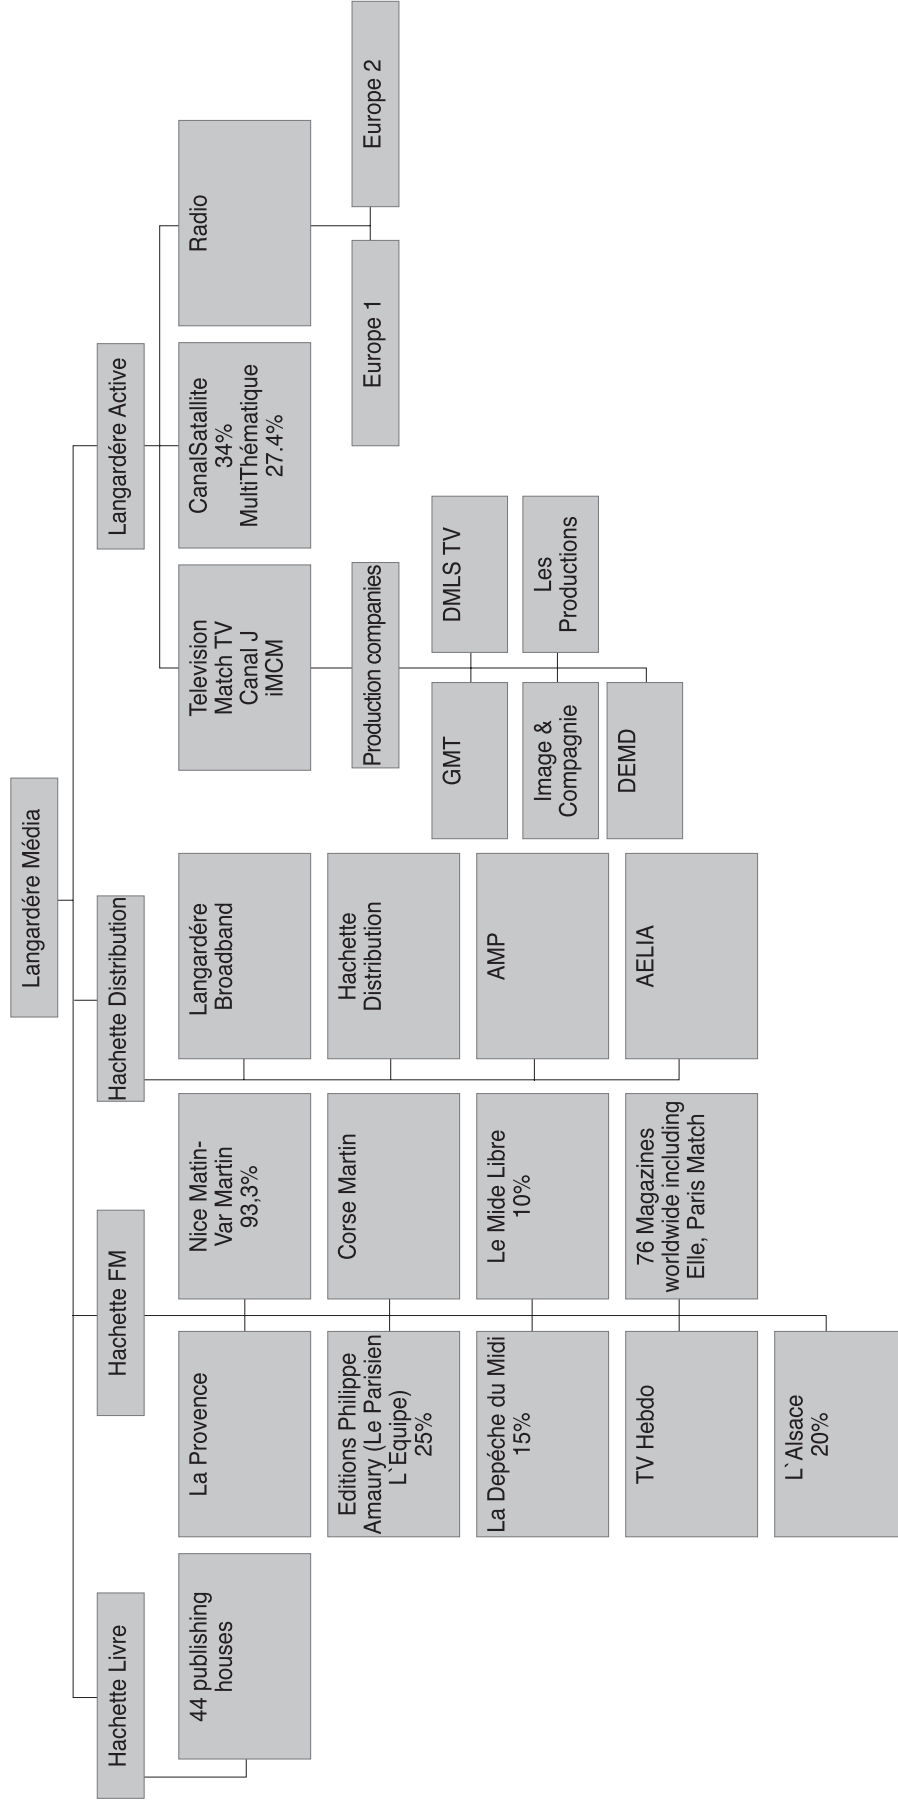 Langardére Média
Hachette Livre
Hachette FM
Hachette Distribution
Langardére Active
44 publishing
houses
La Provence
Nice Matin-
Var Martin
93,3%
Editions Philippe
Amaury (Le Parisien
L`Equipe)
25%
Corse Martin
La Depéche du Midi
15%
Le Mide Libre
10%
TV Hebdo
76 Magazines
worldwide including
Elle, Paris Match
L`Alsace
20%
Langardére
Broadband
Hachette
Distribution
AMP
AELIA
Television
Match TV
Canal J
iMCM
CanalSatallite
34%
MultiThématique
27.4%
Radio
Production companies
GMT
DMLS TV
Image &
Compagnie
Les
Productions
DEMD
Europe 1
Europe 2